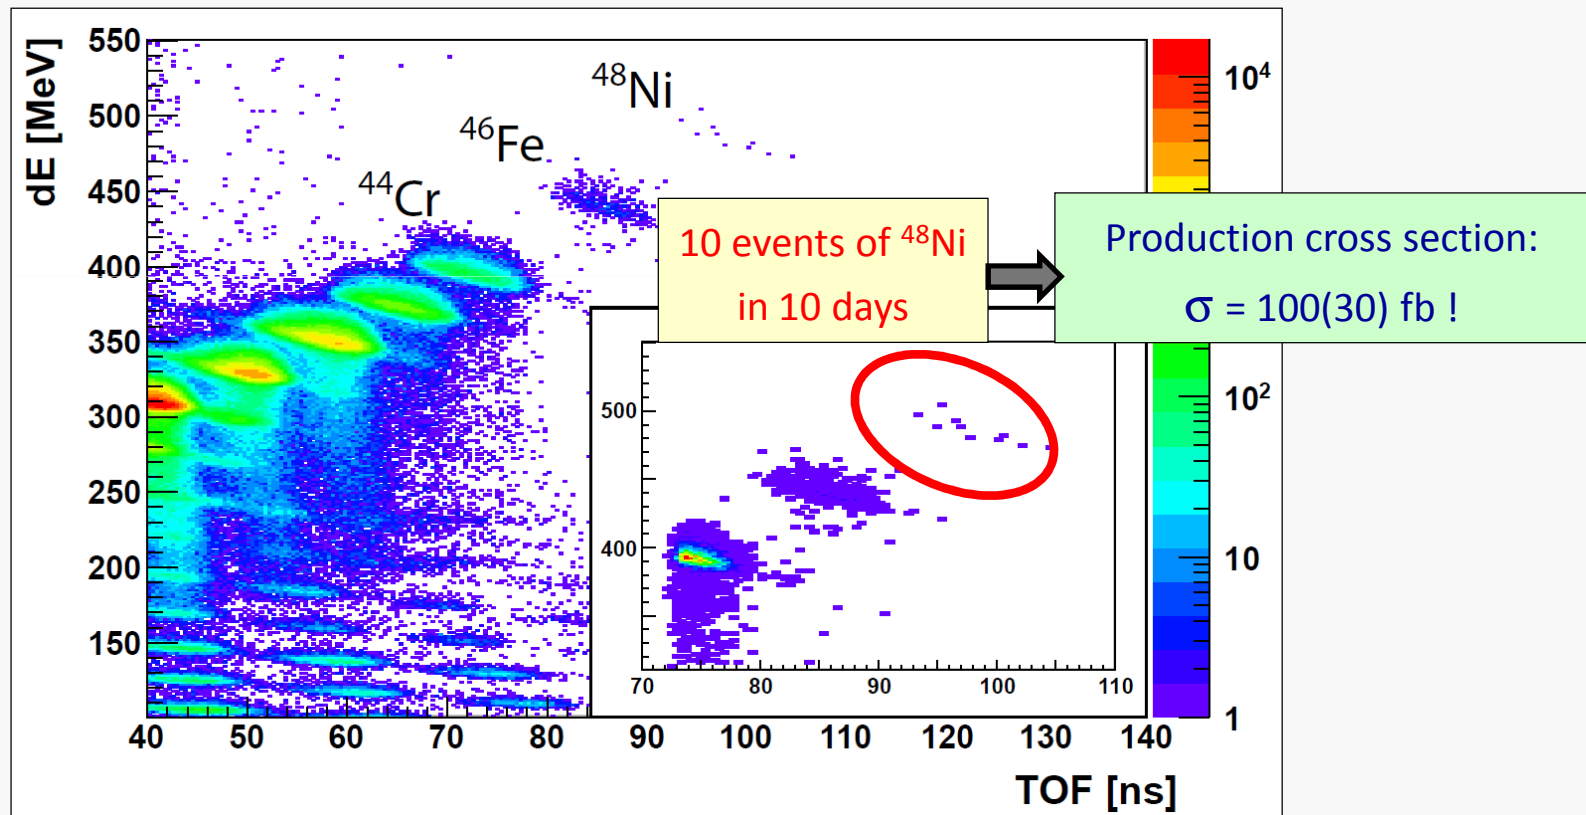 dE [MeV]
550
500
450
400
350
300
250
200
150
⁴⁸Ni
⁴⁶Fe
⁴⁴Cr
10 events of ⁴⁸Ni
in 10 days
Production cross section:
σ = 100(30) fb !
500
400
70 80 90 100 110
10⁴
10²
10
1
40 50 60 70 80 90 100 110 120 130 140
TOF [ns]